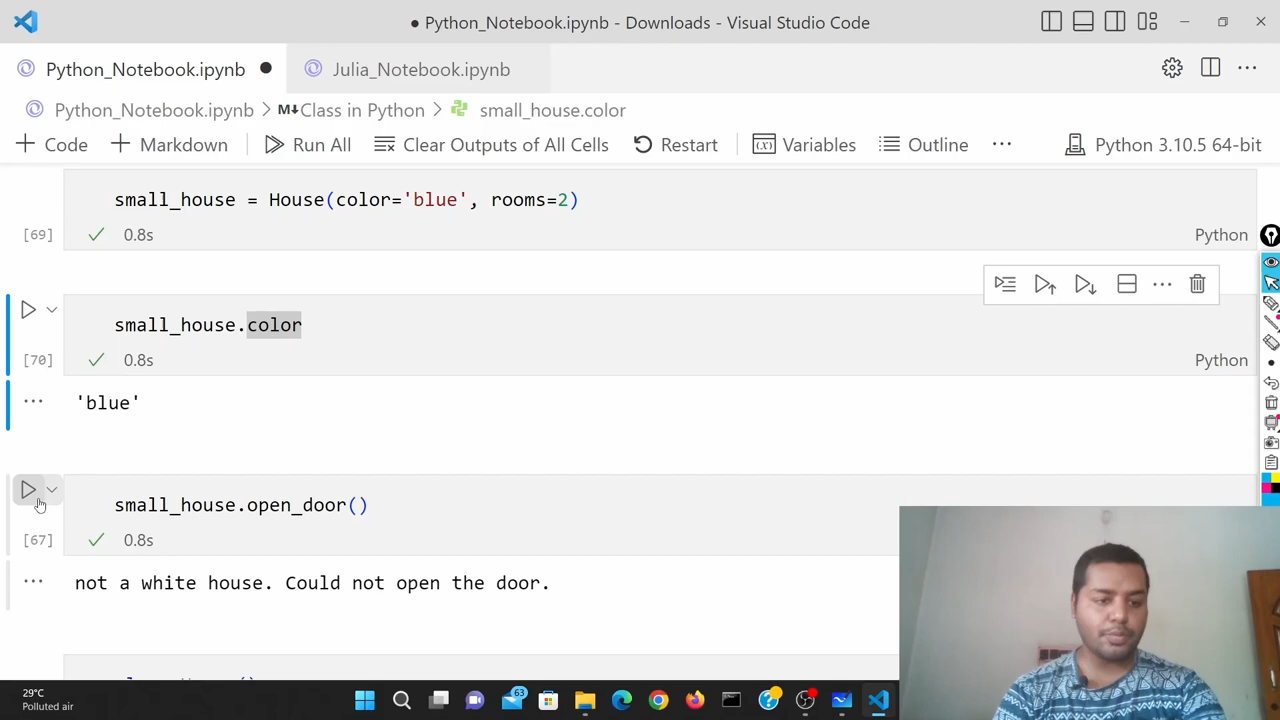 ● Python_Notebook.ipynb - Downloads - Visual Studio Code
Python_Notebook.ipynb ●
Julia_Notebook.ipynb
Python_Notebook.ipynb > M↓Class in Python > small_house.color
+ Code + Markdown Run All Clear Outputs of All Cells Restart (x) Variables Outline ... Python 3.10.5 64-bit
small_house = House(color='blue', rooms=2)
[69] 0.8s Python
small_house.color
[70] 0.8s Python
'blue'
small_house.open_door()
[67] 0.8s
not a white house. Could not open the door.
29°C
Polluted air
63